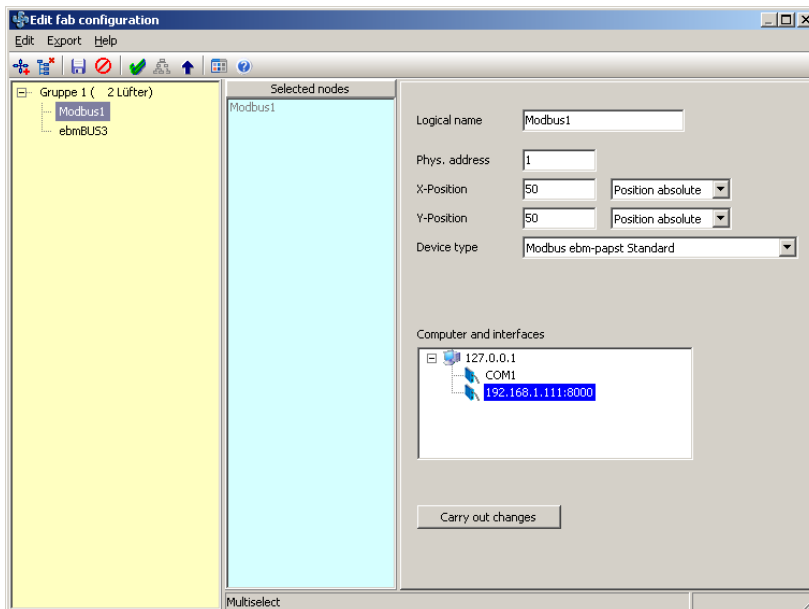 Edit fab configuration
Edit Export Help
Selected nodes
Gruppe 1 ( 2 Lüfter)
Modbus1
ebmBUS3
Modbus1
Logical name Modbus1
Phys. address 1
X-Position 50 Position absolute
Y-Position 50 Position absolute
Device type Modbus ebm-papst Standard
Computer and interfaces
127.0.0.1
COM1
192.168.1.111:8000
Carry out changes
Multiselect